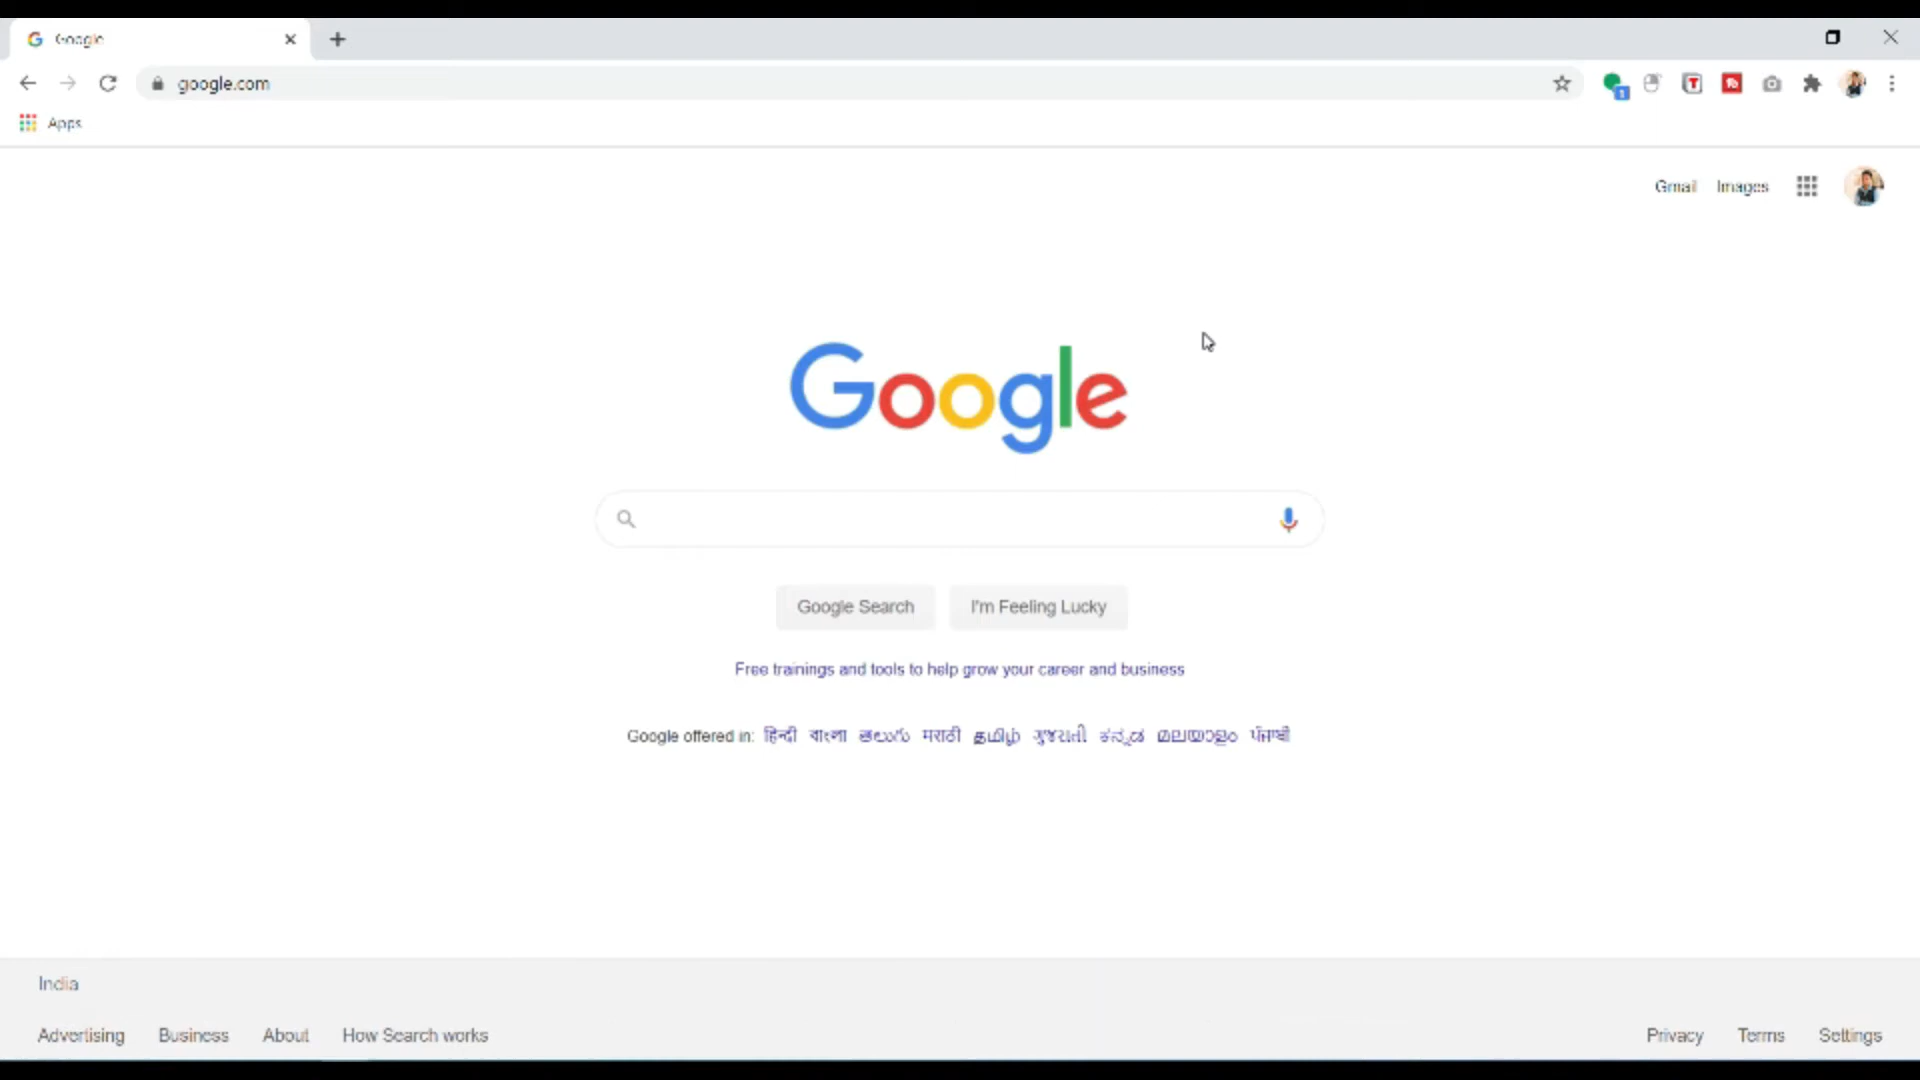 Google
google.com
Apps
Gmail Images
Google
Google Search I'm Feeling Lucky
Free trainings and tools to help grow your career and business
Google offered in: हिन्दी বাংলা తెలుగు मराठी தமிழ் ગુજરાતી ಕನ್ನಡ മലയാളം ਪੰਜਾਬੀ
India
Advertising Business About How Search works Privacy Terms Settings